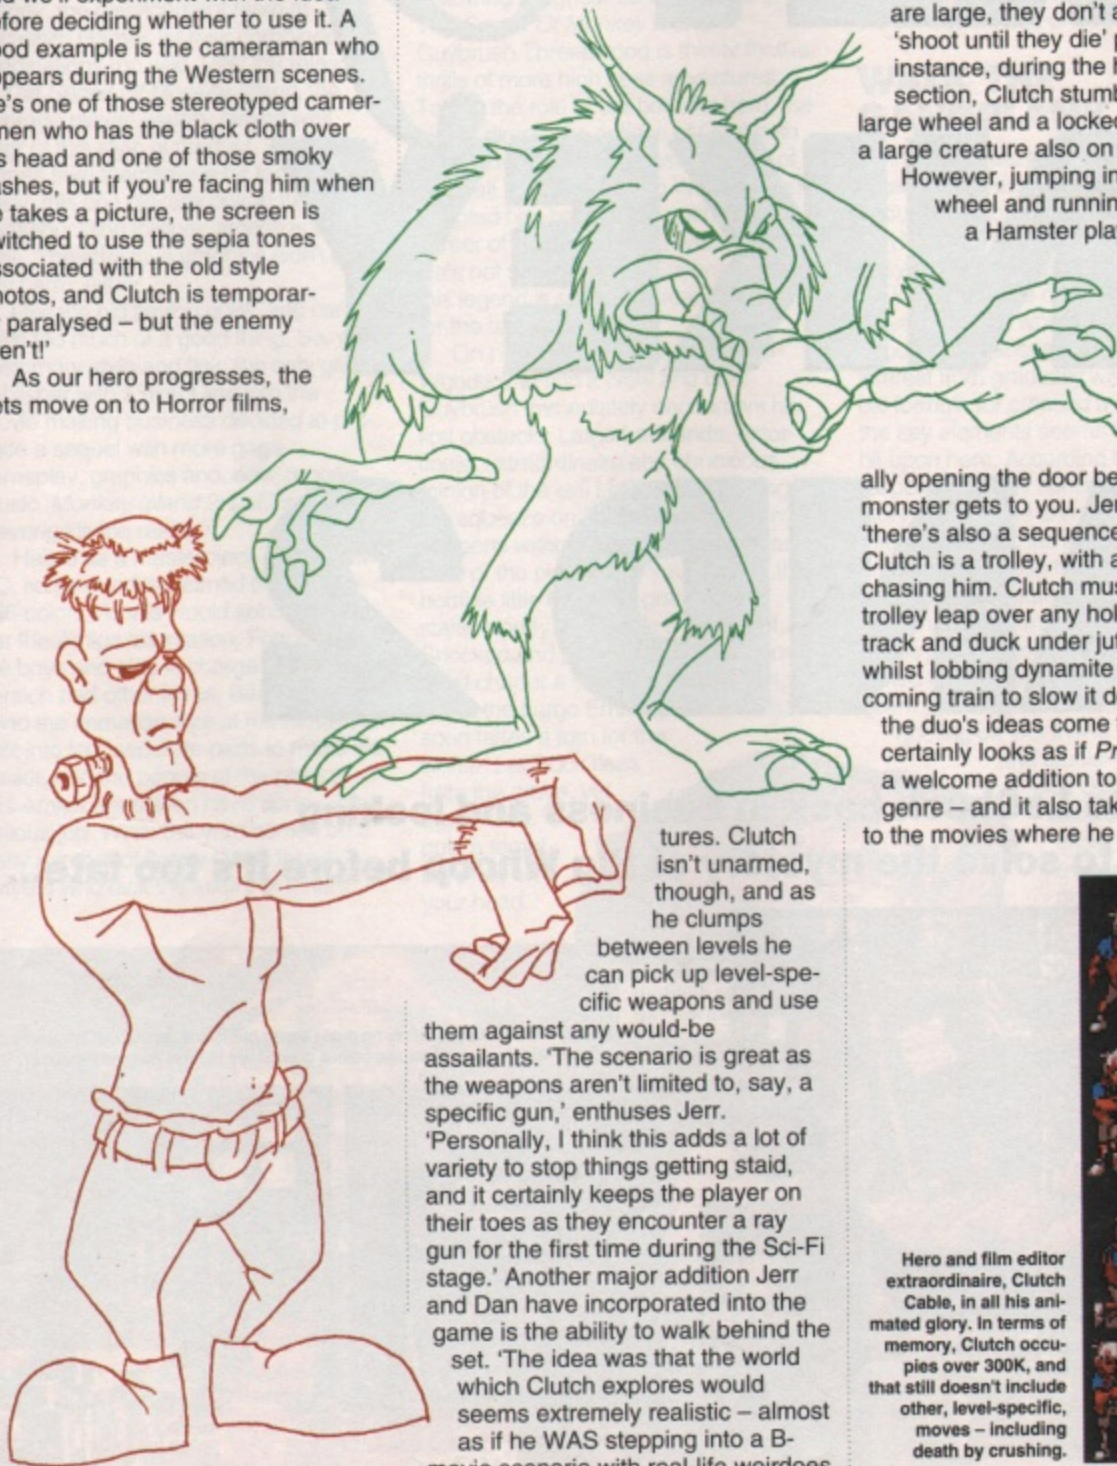 before deciding whether to use it. A
good example is the cameraman who
appears during the Western scenes.
He's one of those stereotyped camer-
amen who has the black cloth over
his head and one of those smoky
flashes, but if you're facing him when
he takes a picture, the screen is
switched to use the sepia tones
associated with the old style
photos, and Clutch is temporar-
paralysed – but the enemy
aren't!'
As our hero progresses, the
sets move on to Horror films,
tures. Clutch
isn't unarmed,
though, and as
he clumps
between levels he
can pick up level-spe-
cific weapons and use
them against any would-be
assailants. 'The scenario is great as
the weapons aren't limited to, say, a
specific gun,' enthuses Jerr.
'Personally, I think this adds a lot of
variety to stop things getting staid,
and it certainly keeps the player on
their toes as they encounter a ray
gun for the first time during the Sci-Fi
stage.' Another major addition Jerr
and Dan have incorporated into the
game is the ability to walk behind the
set. 'The idea was that the world
which Clutch explores would
seems extremely realistic – almost
as if he WAS stepping into a B-
movie scenario with real life weirdoes
are large, they don't
'shoot until they die'
instance, during the
section, Clutch
large wheel and a locked
a large creature also on
However, jumping
wheel and
a Hamster
ally opening the door
monster gets to you.
'there's also a sequence
Clutch is a trolley, with
chasing him. Clutch
trolley leap over any
track and duck under
whilst lobbing dynamite
coming train to slow it
the duo's ideas come
certainly looks as if
a welcome addition to
genre – and it also
to the movies where he
Hero and film editor
extraordinaire, Clutch
Cable, in all his ani-
mated glory. In terms of
memory, Clutch occu-
pies over 300K, and
that still doesn't include
other, level-specific,
moves – including
death by crushing.